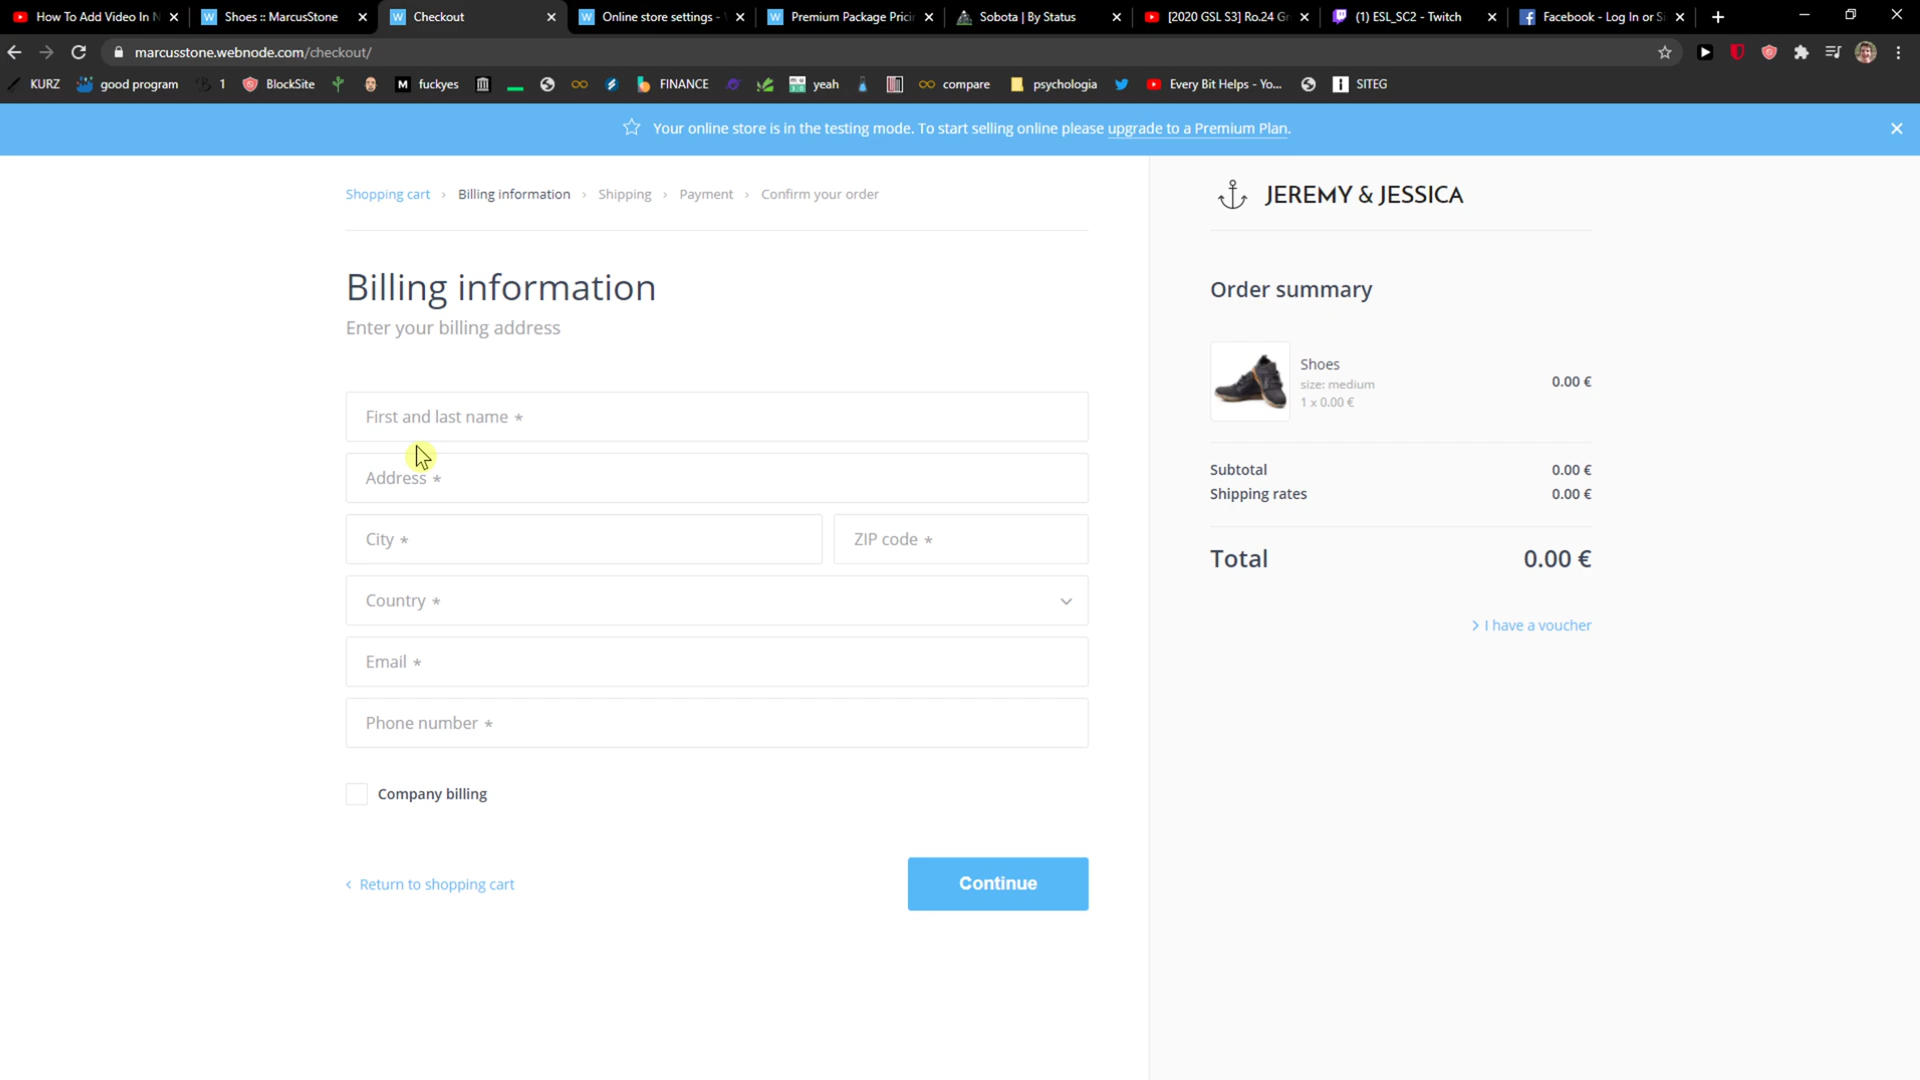 How To Add Video In N
Shoes :: MarcusStone
Checkout
Online store settings -
Premium Package Pricin
Sobota | By Status
[2020 GSL S3] Ro.24 Gr
(1) ESL_SC2 - Twitch
Facebook - Log In or Si
marcusstone.webnode.com/checkout/
KURZ
good program
1
BlockSite
M fuckyes
FINANCE
yeah
compare
psychologia
Every Bit Helps - Yo...
SITEG
Your online store is in the testing mode. To start selling online please upgrade to a Premium Plan.
Shopping cart › Billing information › Shipping › Payment › Confirm your order
JEREMY & JESSICA
Billing information
Enter your billing address
First and last name *
Address *
City *
ZIP code *
Country *
Email *
Phone number *
Company billing
‹ Return to shopping cart
Continue
Order summary
Shoes
size: medium
1 x 0.00 €
0.00 €
Subtotal 0.00 €
Shipping rates 0.00 €
Total 0.00 €
› I have a voucher